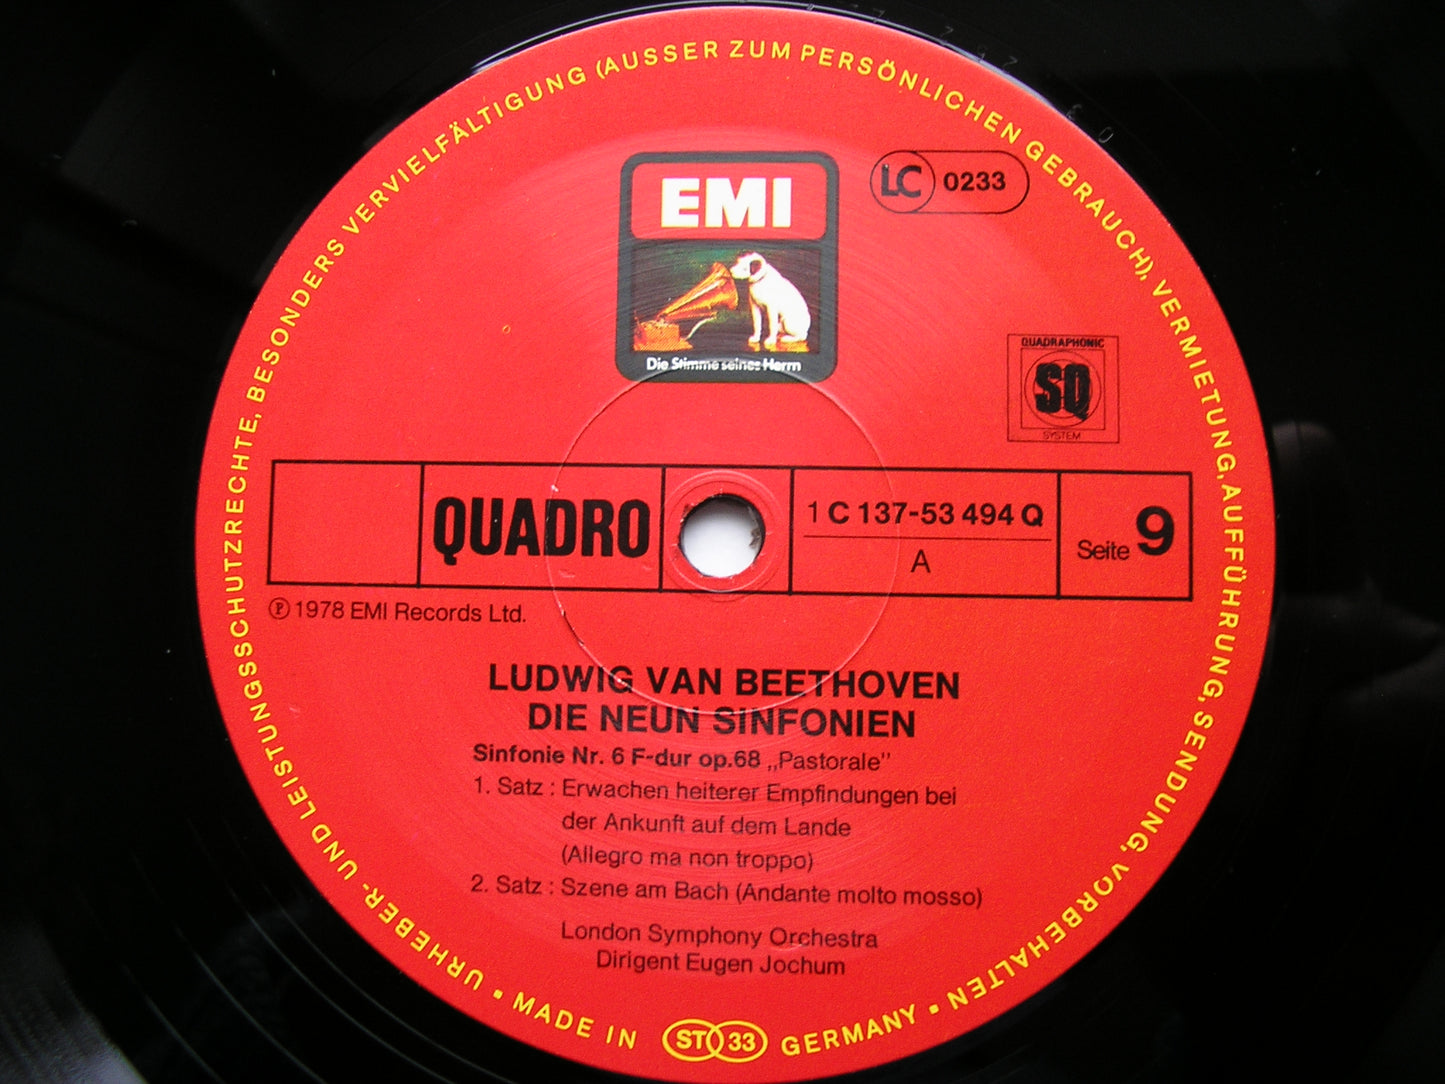 URHEBER- UND LEISTUNGSSCHUTZRECHTE, BESONDERS VERVIELFÄLTIGUNG (AUSSER ZUM PERSÖNLICHEN GEBRAUCH), VERMIETUNG, AUFFÜHRUNG, SENDUNG, VORBEHALTEN •
EMI
LC 0233
Die Stimme seines Herrn
QUADRAPHONIC
SQ
SYSTEM
QUADRO
1 C 137-53 494 Q
A
Seite 9
℗ 1978 EMI Records Ltd.
LUDWIG VAN BEETHOVEN
DIE NEUN SINFONIEN
Sinfonie Nr. 6 F-dur op.68 „Pastorale"
1. Satz : Erwachen heiterer Empfindungen bei
der Ankunft auf dem Lande
(Allegro ma non troppo)
2. Satz : Szene am Bach (Andante molto mosso)
London Symphony Orchestra
Dirigent Eugen Jochum
• MADE IN ST 33 GERMANY